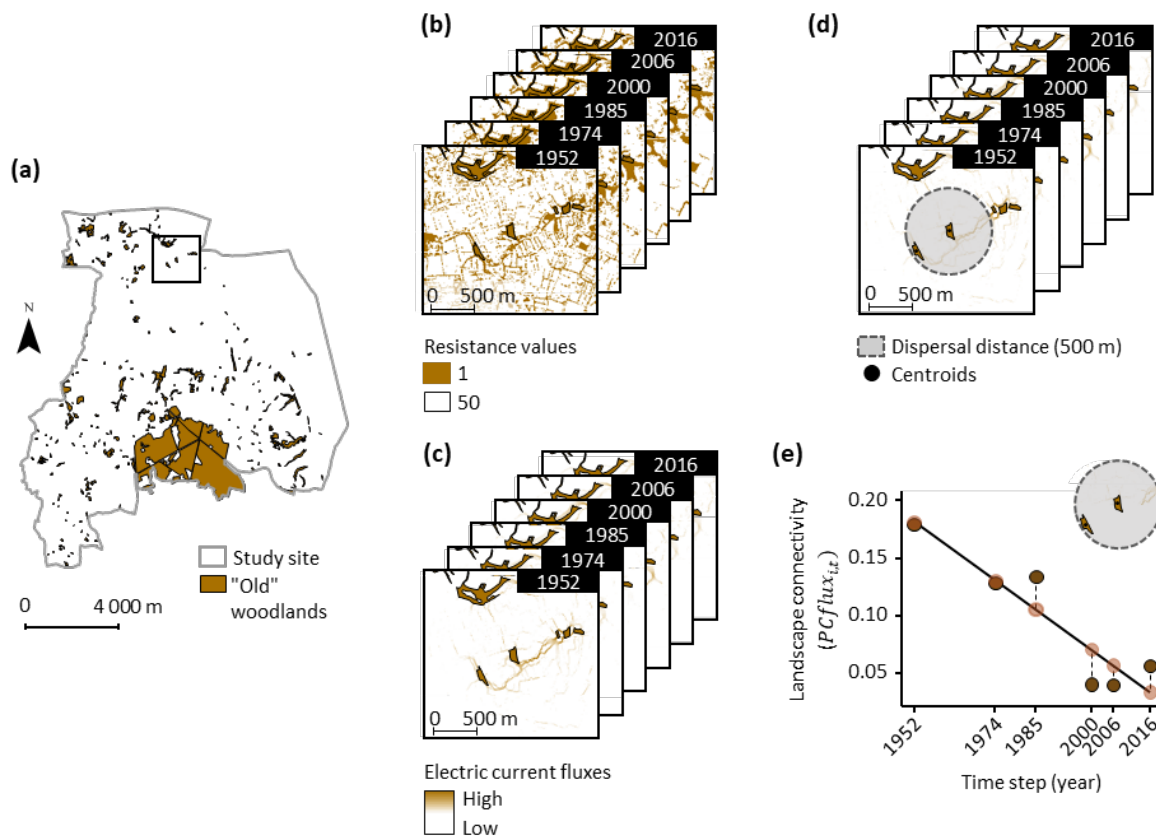 (a)
N
Study site
"Old"
woodlands
0 4 000 m
(b)
2016
2006
2000
1985
1974
1952
0 500 m
Resistance values
1
50
(c)
2016
2006
2000
1985
1974
1952
0 500 m
Electric current fluxes
High
Low
(d)
2016
2006
2000
1985
1974
1952
0 500 m
Dispersal distance (500 m)
Centroids
(e)
Landscape connectivity
(PCflux_{i,t})
0.20
0.15
0.10
0.05
1952
1974
1985
2000
2006
2016
Time step (year)